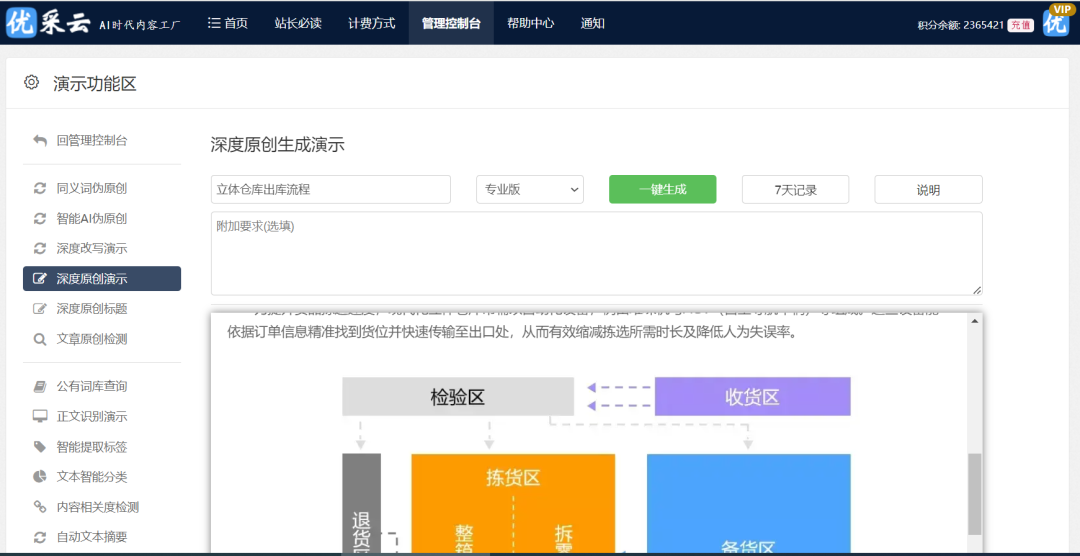 优采云 AI时代内容工厂 首页 站长必读 计费方式 管理控制台 帮助中心 通知 积分余额: 2365421 充值 优 VIP
演示功能区
回管理控制台
深度原创生成演示
同义词伪原创
立体仓库出库流程 专业版 一键生成 7天记录 说明
智能AI伪原创
附加要求(选填)
深度改写演示
深度原创演示
深度原创标题
文章原创检测
依据订单信息精准找到货位并快速传输至出口处，从而有效缩减拣选所需时长及降低人为失误率。
公有词库查询
检验区 收货区
正文识别演示
智能提取标签
文本智能分类
拣货区
内容相关度检测
退货区
整箱
拆零
自动文本摘要
备货区